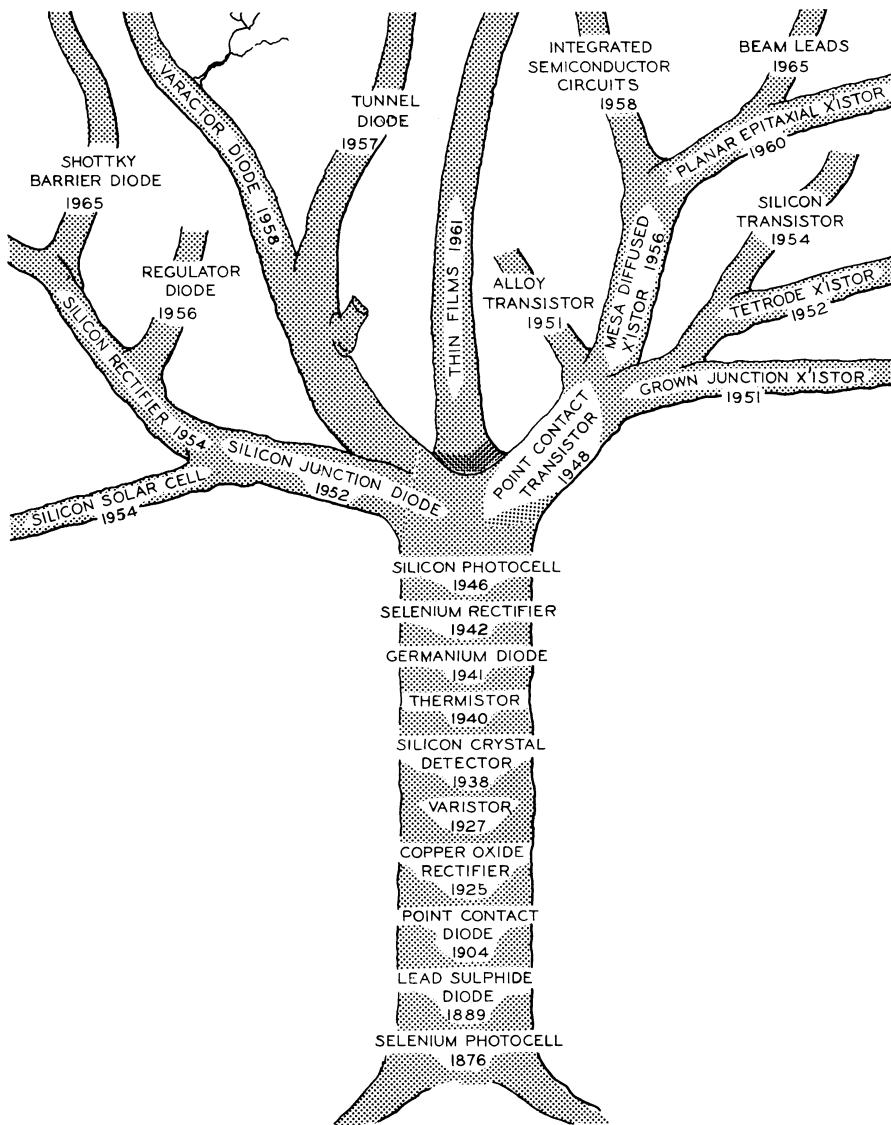 INTEGRATED
SEMICONDUCTOR
CIRCUITS
1958
BEAM LEADS
1965
VARACTOR DIODE 1958
TUNNEL
DIODE
1957
PLANAR EPITAXIAL X'ISTOR
1960
SHOTTKY
BARRIER DIODE
1965
SILICON
TRANSISTOR
1954
THIN FILMS 1961
MESA DIFFUSED
X'ISTOR 1956
REGULATOR
DIODE
1956
ALLOY
TRANSISTOR
1951
TETRODE X'ISTOR
1952
SILICON RECTIFIER 1954
GROWN JUNCTION X'ISTOR
1951
POINT CONTACT
TRANSISTOR
1948
SILICON JUNCTION DIODE
1952
SILICON SOLAR CELL
1954
SILICON PHOTOCELL
1946
SELENIUM RECTIFIER
1942
GERMANIUM DIODE
1941
THERMISTOR
1940
SILICON CRYSTAL
DETECTOR
1938
VARISTOR
1927
COPPER OXIDE
RECTIFIER
1925
POINT CONTACT
DIODE
1904
LEAD SULPHIDE
DIODE
1889
SELENIUM PHOTOCELL
1876